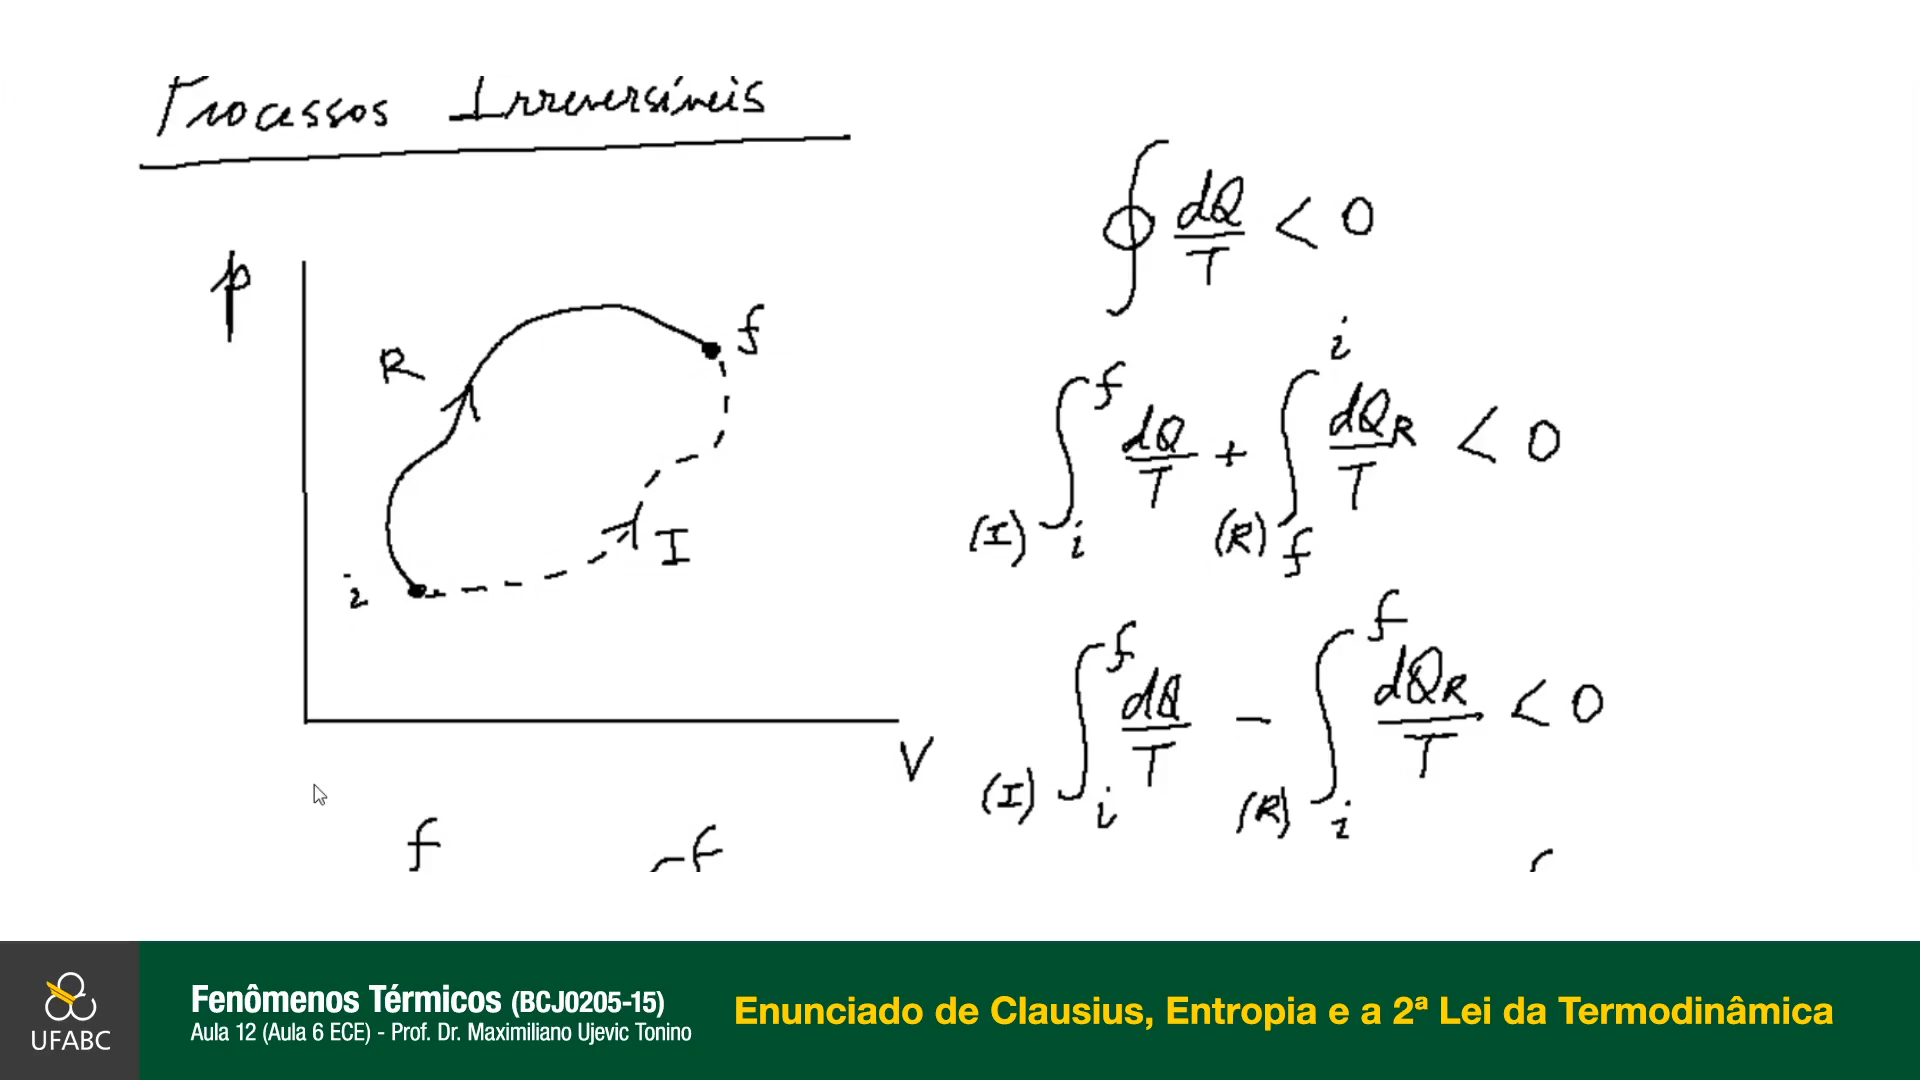 Processos Irreversíveis
p
R
f
i
I
V
∮ dQ/T < 0
(I) ∫_i^f dQ/T + (R) ∫_f^i dQ_R/T < 0
(I) ∫_i^f dQ/T - (R) ∫_i^f dQ_R/T < 0
f
f
UFABC
Fenômenos Térmicos (BCJ0205-15)
Aula 12 (Aula 6 ECE) - Prof. Dr. Maximiliano Ujevic Tonino
Enunciado de Clausius, Entropia e a 2ª Lei da Termodinâmica